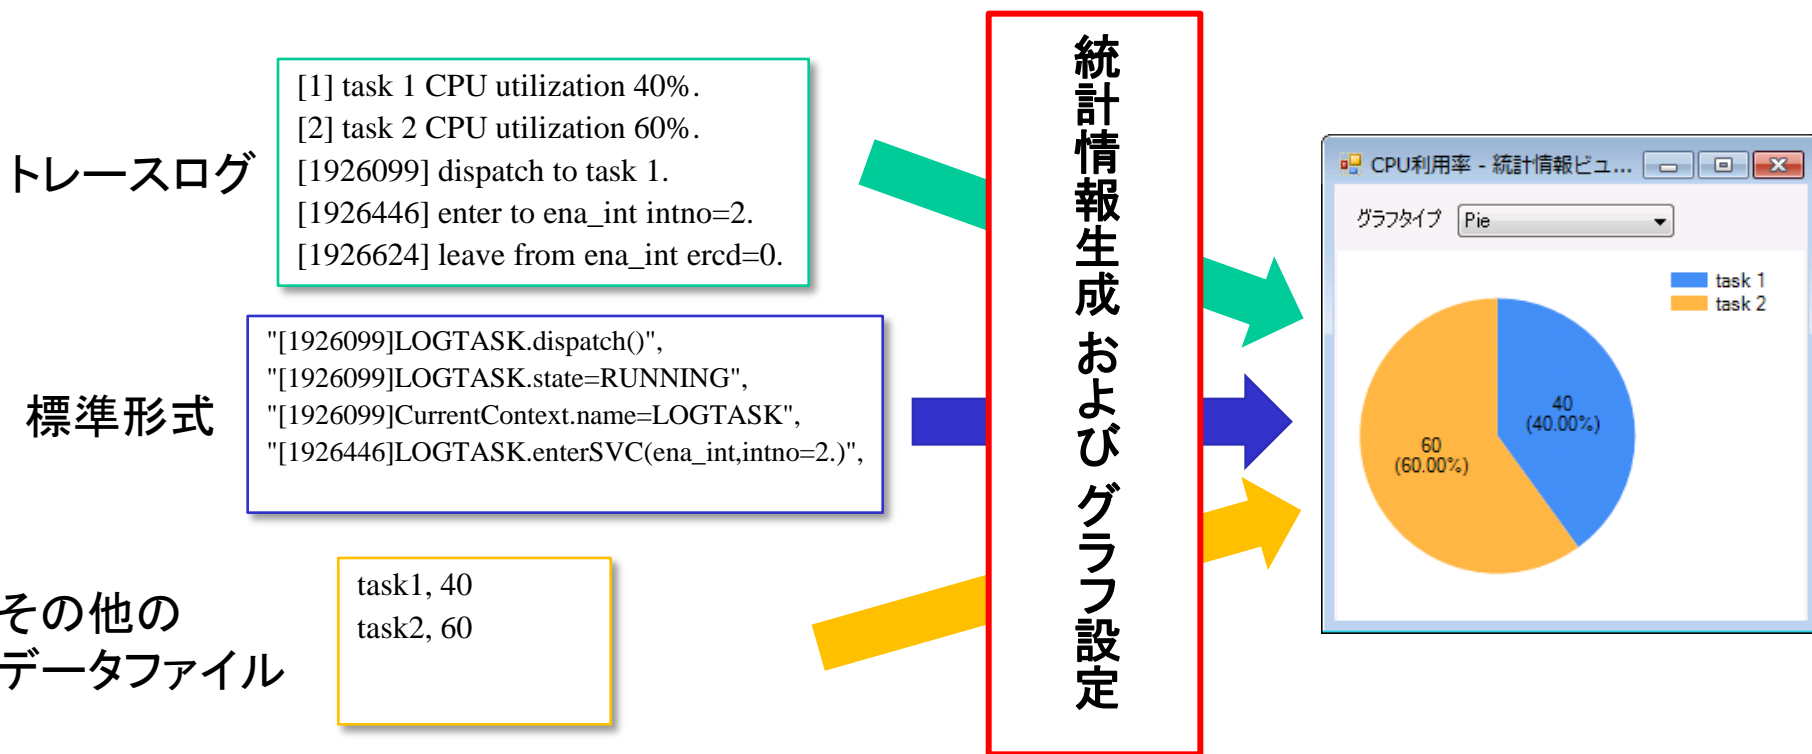 トレースログ
[1] task 1 CPU utilization 40%.
[2] task 2 CPU utilization 60%.
[1926099] dispatch to task 1.
[1926446] enter to ena_int intno=2.
[1926624] leave from ena_int ercd=0.
標準形式
"[1926099]LOGTASK.dispatch()",
"[1926099]LOGTASK.state=RUNNING",
"[1926099]CurrentContext.name=LOGTASK",
"[1926446]LOGTASK.enterSVC(ena_int,intno=2.)",
その他の
データファイル
task1, 40
task2, 60
統計情報生成 および グラフ設定
CPU利用率 - 統計情報ビュ...
グラフタイプ Pie
task 1
task 2
40
(40.00%)
60
(60.00%)